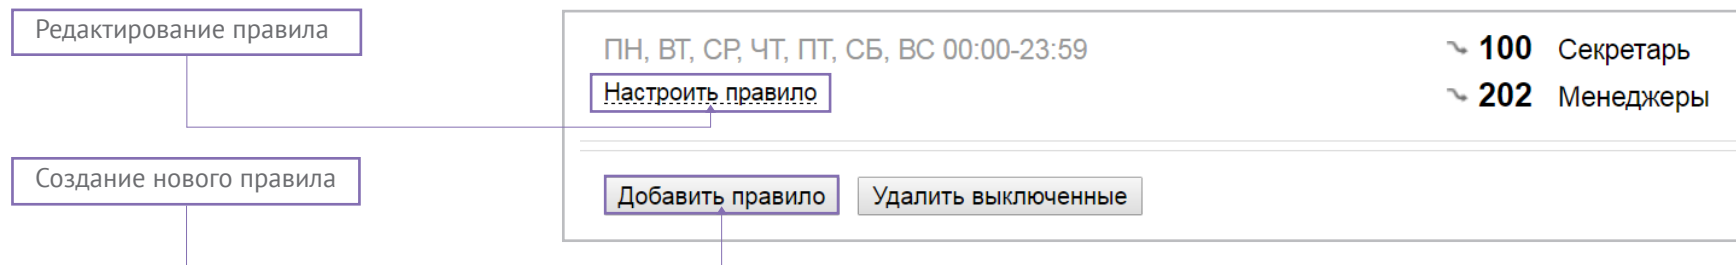 Редактирование правила
ПН, ВТ, СР, ЧТ, ПТ, СБ, ВС 00:00-23:59
100 Секретарь
Настроить правило
202 Менеджеры
Создание нового правила
Добавить правило
Удалить выключенные